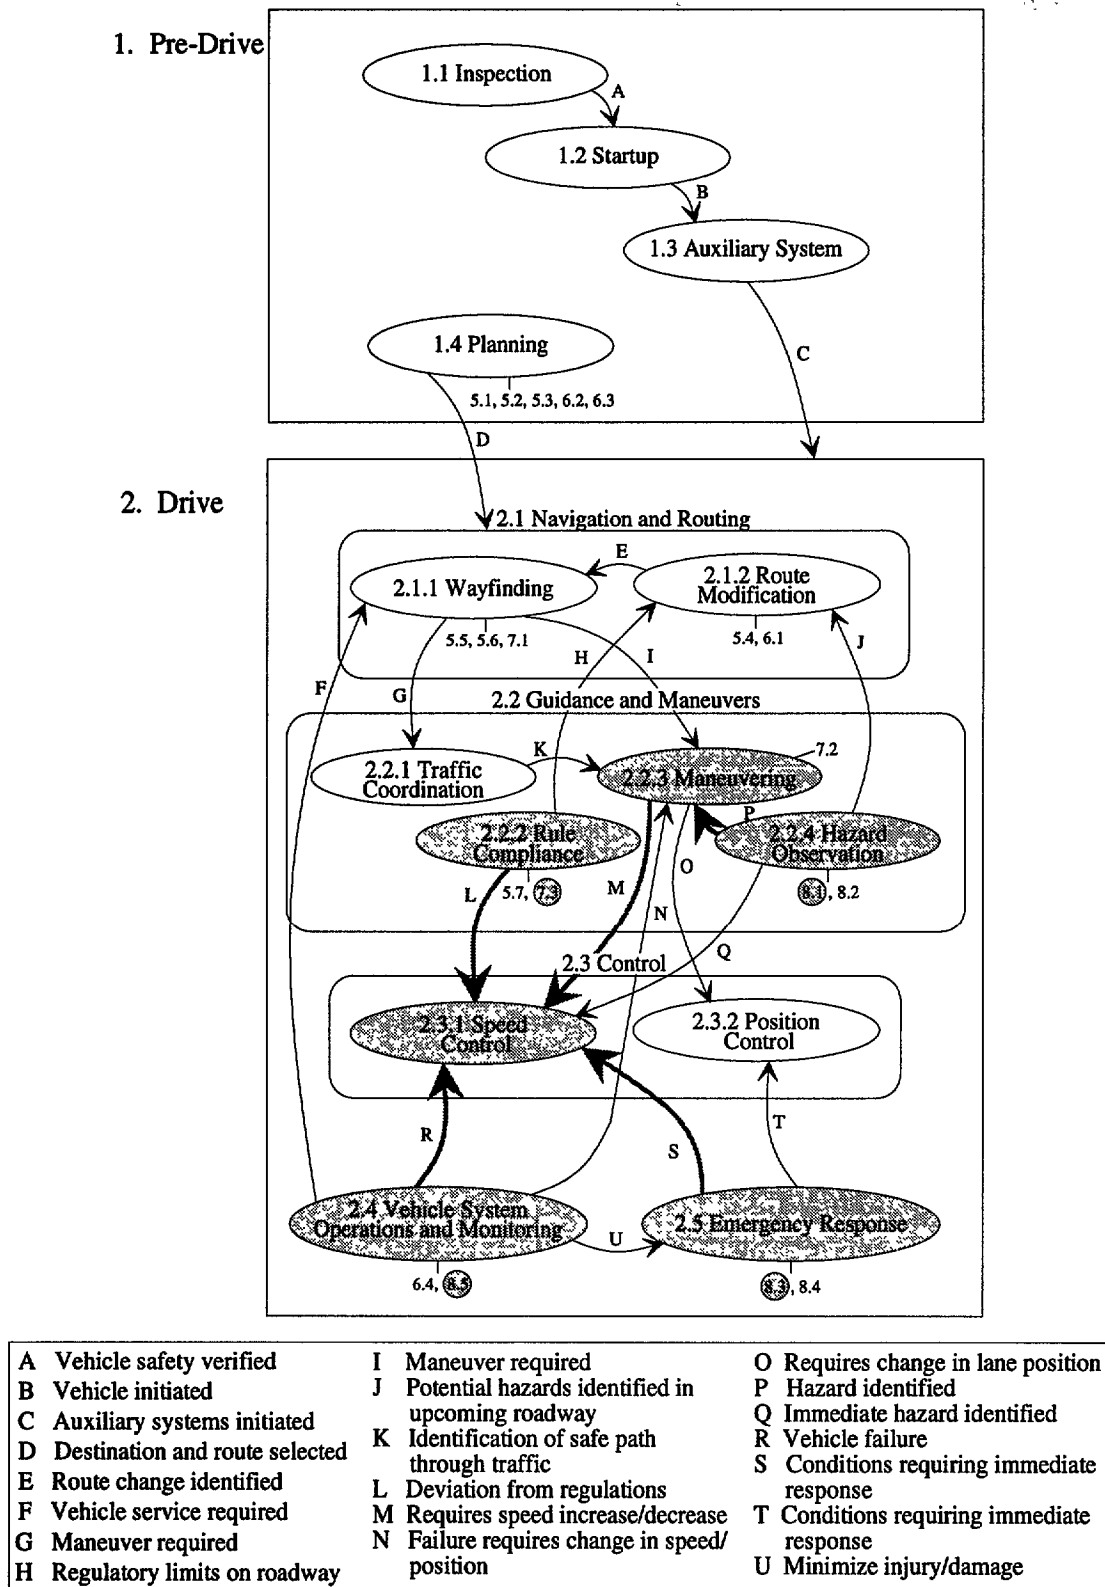 1. Pre-Drive
1.1 Inspection
A
1.2 Startup
B
1.3 Auxiliary System
1.4 Planning
C
5.1, 5.2, 5.3, 6.2, 6.3
D
2. Drive
2.1 Navigation and Routing
E
2.1.1 Wayfinding
2.1.2 Route
Modification
5.5, 5.6, 7.1
5.4, 6.1
H
I
J
F
G
2.2 Guidance and Maneuvers
K
7.2
2.2.1 Traffic
Coordination
2.2.3 Maneuvering
P
2.2.2 Rule
Compliance
2.2.4 Hazard
Observation
O
L
5.7, 7.3
M
8.1, 8.2
N
Q
2.3 Control
2.3.1 Speed
Control
2.3.2 Position
Control
R
S
T
2.4 Vehicle System
Operations and Monitoring
2.5 Emergency Response
U
6.4, 8.5
8.3, 8.4
A Vehicle safety verified
B Vehicle initiated
C Auxiliary systems initiated
D Destination and route selected
E Route change identified
F Vehicle service required
G Maneuver required
H Regulatory limits on roadway
I Maneuver required
J Potential hazards identified in
upcoming roadway
K Identification of safe path
through traffic
L Deviation from regulations
M Requires speed increase/decrease
N Failure requires change in speed/
position
O Requires change in lane position
P Hazard identified
Q Immediate hazard identified
R Vehicle failure
S Conditions requiring immediate
response
T Conditions requiring immediate
response
U Minimize injury/damage